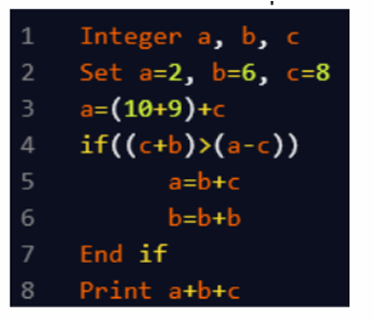 1 Integer a, b, c
2 Set a=2, b=6, c=8
3 a=(10+9)+c
4 if((c+b)>(a-c))
5 a=b+c
6 b=b+b
7 End if
8 Print a+b+c